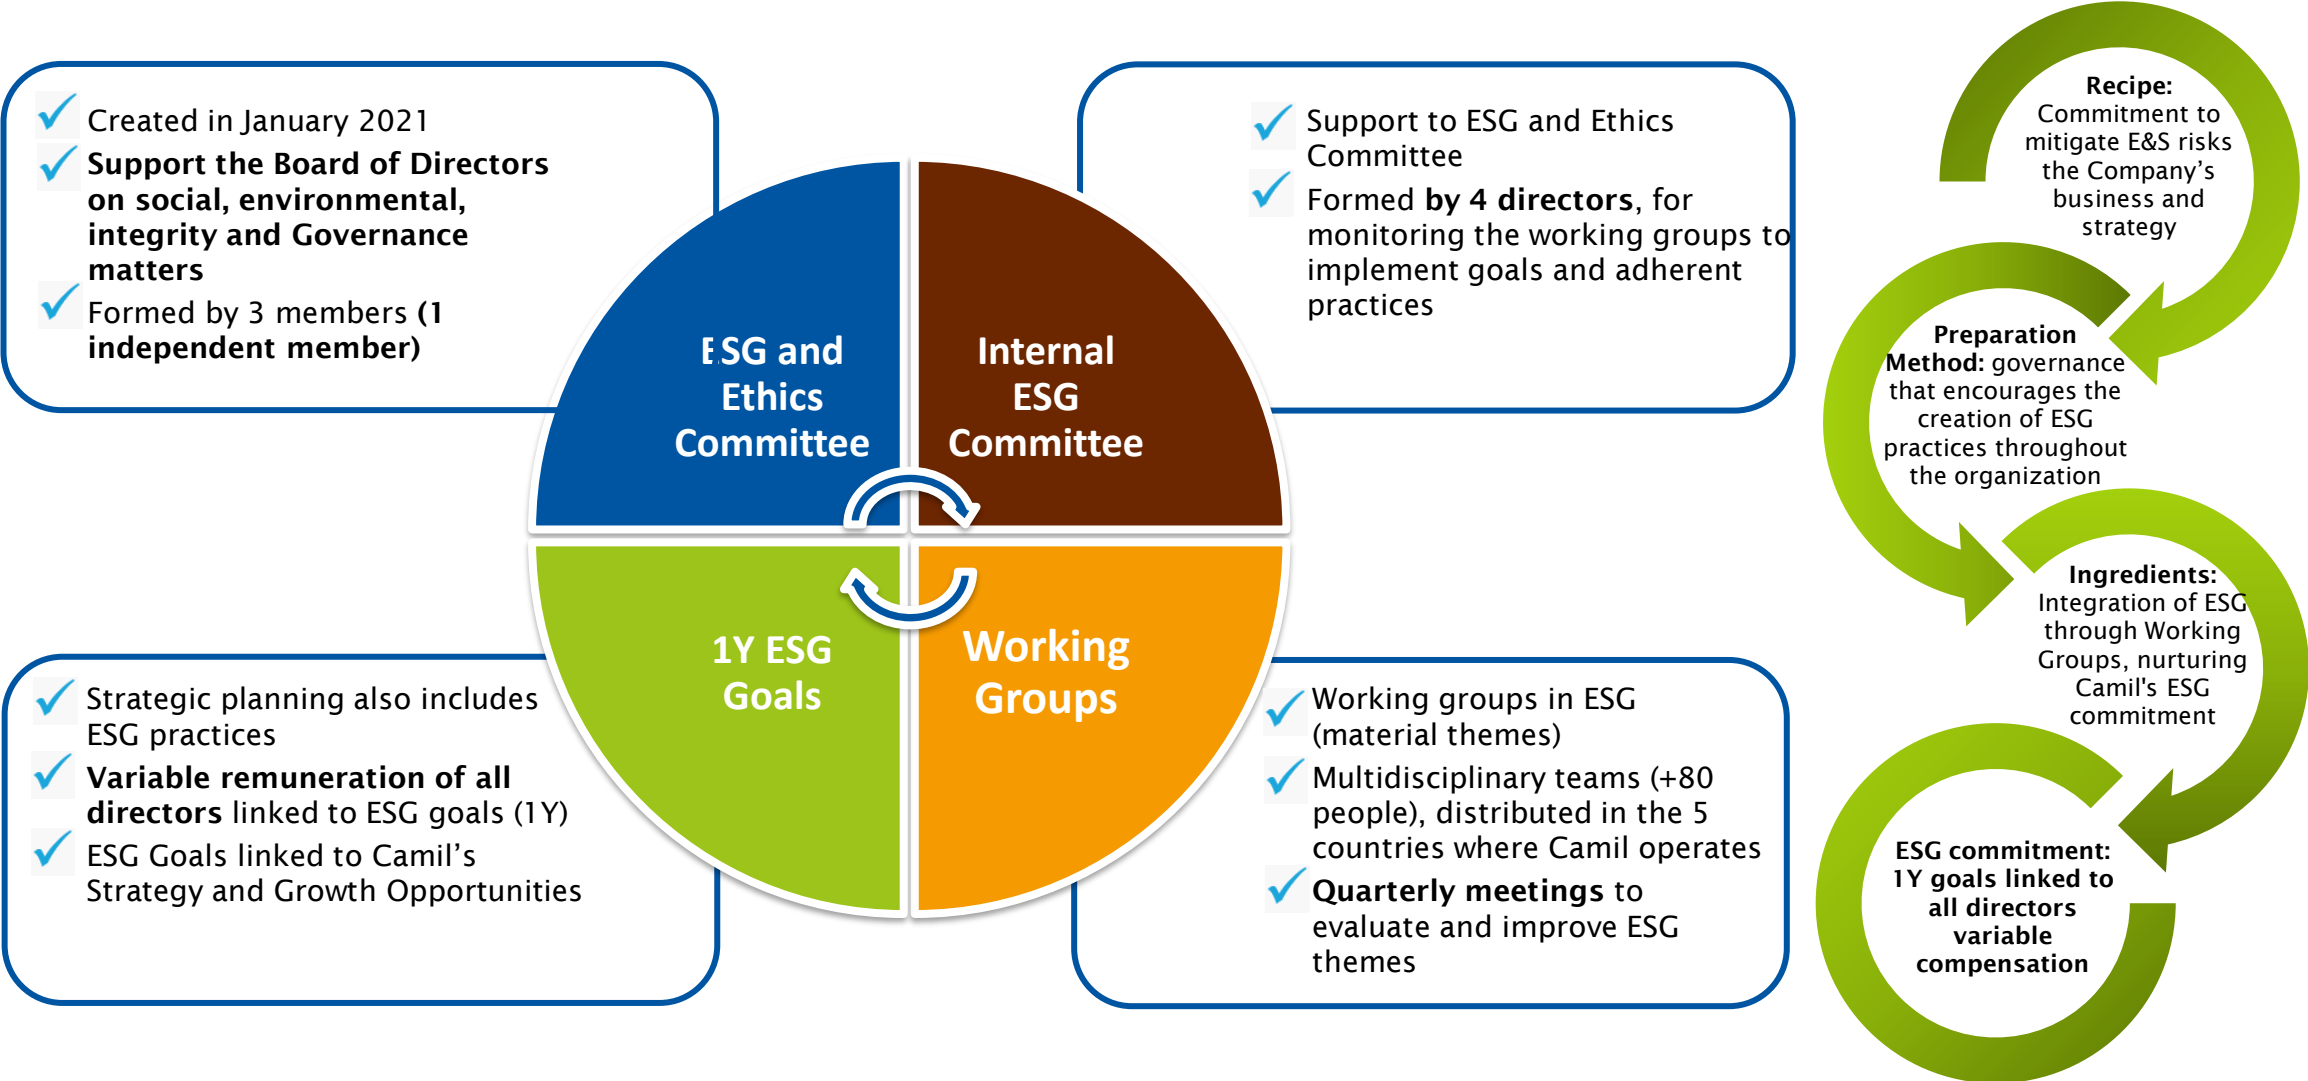 Created in January 2021
Support the Board of Directors
on social, environmental,
integrity and Governance
matters
Formed by 3 members (1
independent member)
Support to ESG and Ethics
Committee
Formed by 4 directors, for
monitoring the working groups to
implement goals and adherent
practices
ESG and
Ethics
Committee
Internal
ESG
Committee
1Y ESG
Goals
Working
Groups
Strategic planning also includes
ESG practices
Variable remuneration of all
directors linked to ESG goals (1Y)
ESG Goals linked to Camil’s
Strategy and Growth Opportunities
Working groups in ESG
(material themes)
Multidisciplinary teams (+80
people), distributed in the 5
countries where Camil operates
Quarterly meetings to
evaluate and improve ESG
themes
Recipe:
Commitment to
mitigate E&S risks
the Company’s
business and
strategy
Preparation
Method: governance
that encourages the
creation of ESG
practices throughout
the organization
Ingredients:
Integration of ESG
through Working
Groups, nurturing
Camil's ESG
commitment
ESG commitment:
1Y goals linked to
all directors
variable
compensation